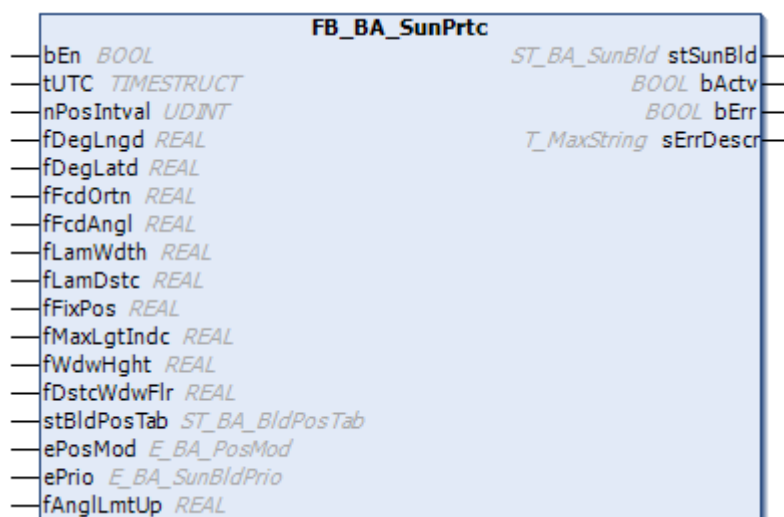 FB_BA_SunPrtc
bEn BOOL ST_BA_SunBld stSunBld
tUTC TIMESTRUCT BOOL bActv
nPosIntval UDINT BOOL bErr
fDegLngd REAL T_MaxString sErrDescr
fDegLatd REAL
fFcdOrtn REAL
fFcdAngl REAL
fLamWdth REAL
fLamDstc REAL
fFixPos REAL
fMaxLgtIndc REAL
fWdwHght REAL
fDstcWdwFlr REAL
stBldPosTab ST_BA_BldPosTab
ePosMod E_BA_PosMod
ePrio E_BA_SunBldPrio
fAnglLmtUp REAL